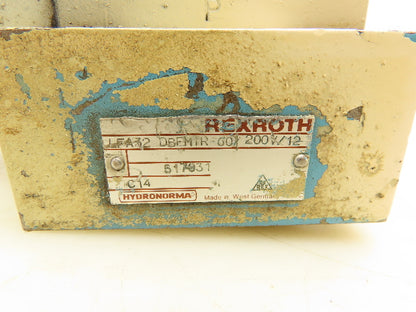 REXROTH
LFA32 DBEMTR-60/200Y/12
617031
C14
HYDRONORMA Made in West Germany